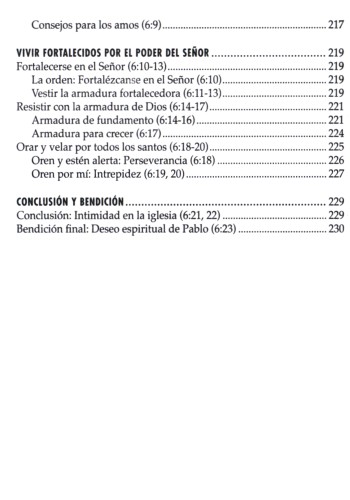 Consejos para los amos (6:9)..........217
VIVIR FORTALECIDOS POR EL PODER DEL SEÑOR..........219
Fortalecerse en el Señor (6:10-13)..........219
La orden: Fortalézcanse en el Señor (6:10)..........219
Vestir la armadura fortalecedora (6:11-13)..........219
Resistir con la armadura de Dios (6:14-17)..........221
Armadura de fundamento (6:14-16)..........221
Armadura para crecer (6:17)..........224
Orar y velar por todos los santos (6:18-20)..........225
Oren y estén alerta: Perseverancia (6:18)..........226
Oren por mí: Intrepidez (6:19, 20)..........227
CONCLUSIÓN Y BENDICIÓN..........229
Conclusión: Intimidad en la iglesia (6:21, 22)..........229
Bendición final: Deseo espiritual de Pablo (6:23)..........230